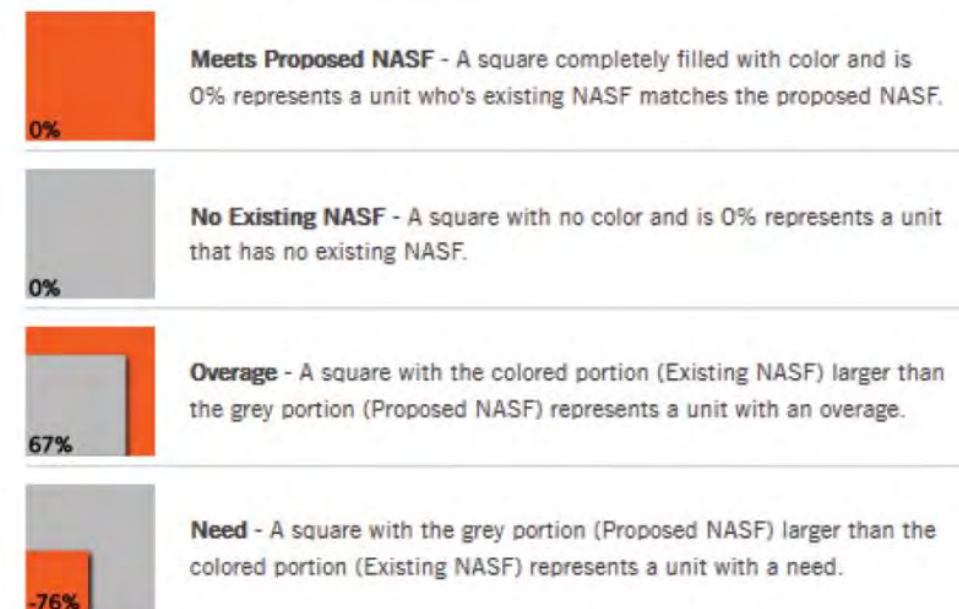 Meets Proposed NASF - A square completely filled with color and is
0% represents a unit who's existing NASF matches the proposed NASF.
0%
No Existing NASF - A square with no color and is 0% represents a unit
that has no existing NASF.
0%
Overage - A square with the colored portion (Existing NASF) larger than
the grey portion (Proposed NASF) represents a unit with an overage.
67%
Need - A square with the grey portion (Proposed NASF) larger than the
colored portion (Existing NASF) represents a unit with a need.
-76%